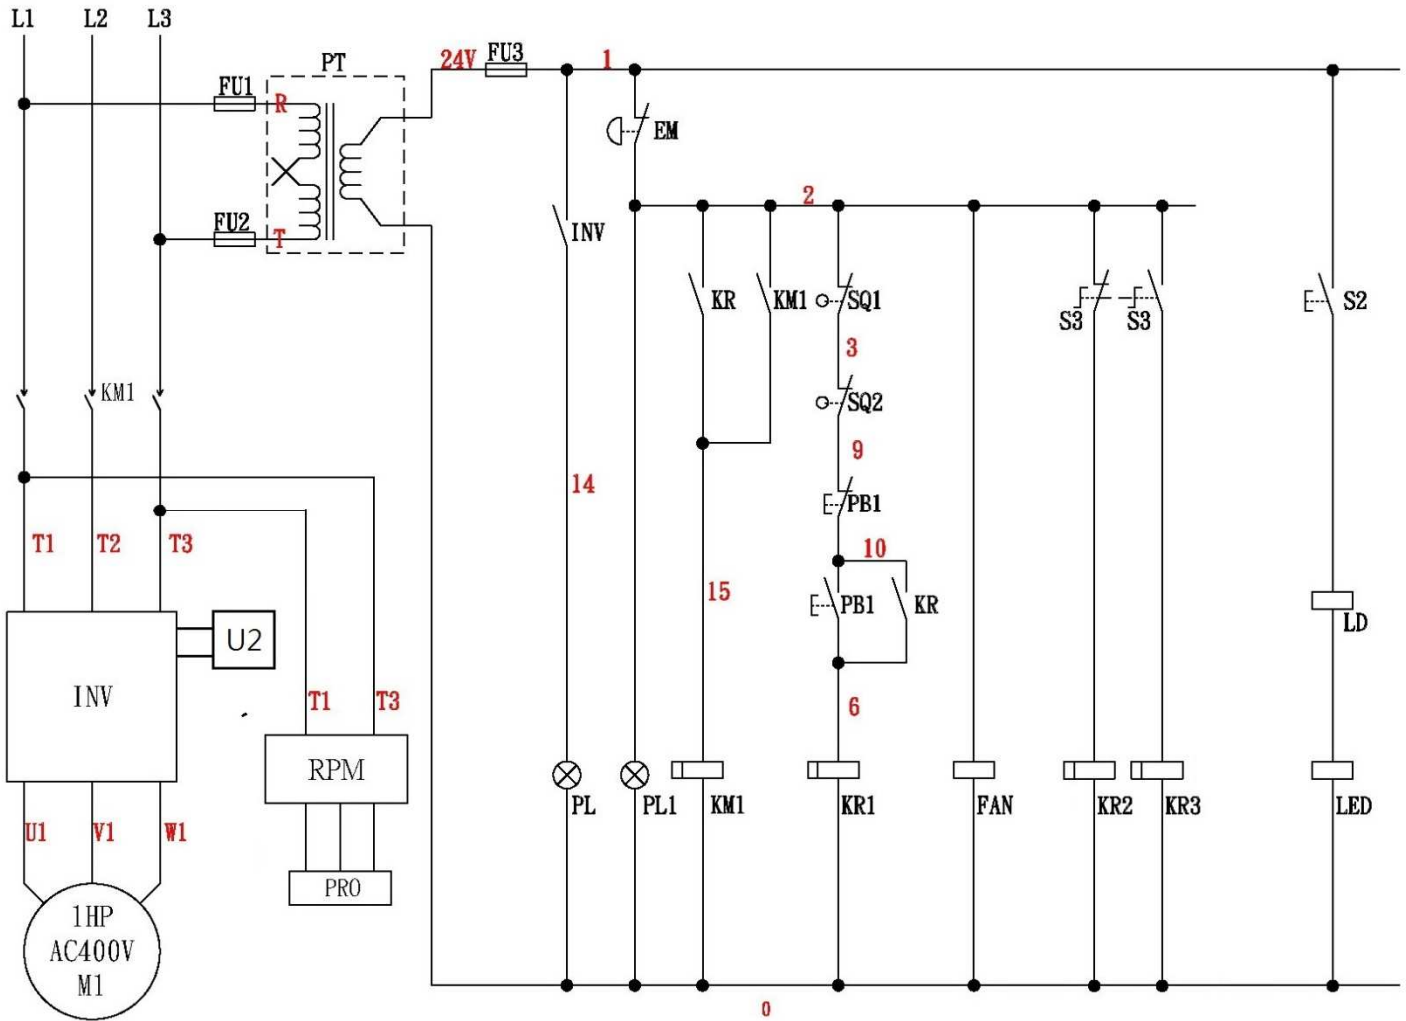 L1 L2 L3
PT
24V FU3 1
FU1 R
EM
FU2 T
2
INV
KR KM1 SQ1 S3 S3 S2
3
KM1
SQ2
9
14
PB1
T1 T2 T3
10
15
PB1 KR
LD
U2
INV
T1 T3
6
RPM
PL PL1 KM1 KR1 FAN KR2 KR3 LED
U1 V1 W1
PRO
1HP
AC400V
M1
0